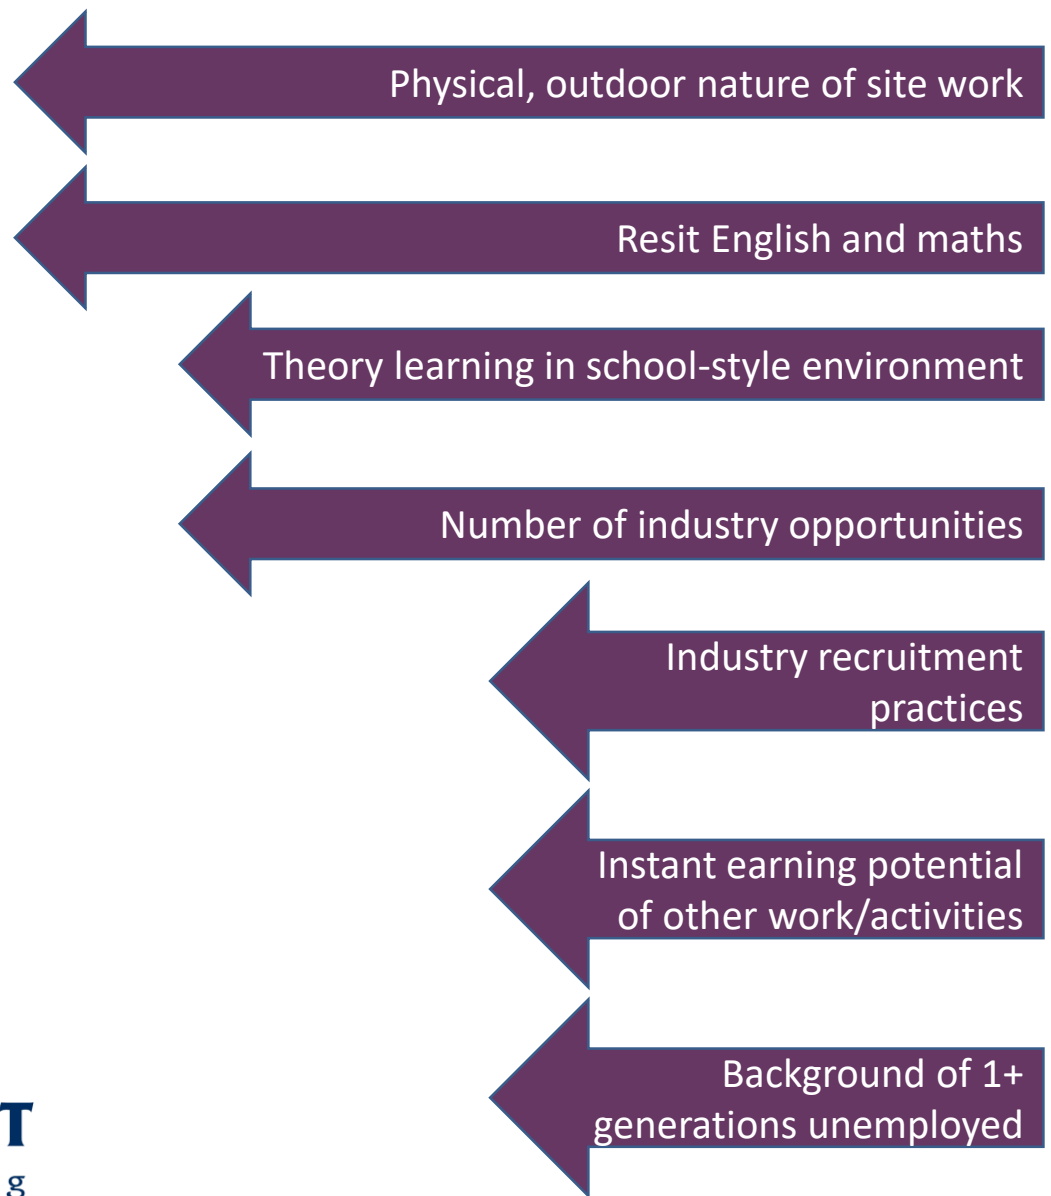 Physical, outdoor nature of site work
Resit English and maths
Theory learning in school-style environment
Number of industry opportunities
Industry recruitment
practices
Instant earning potential
of other work/activities
Background of 1+
generations unemployed
T
g